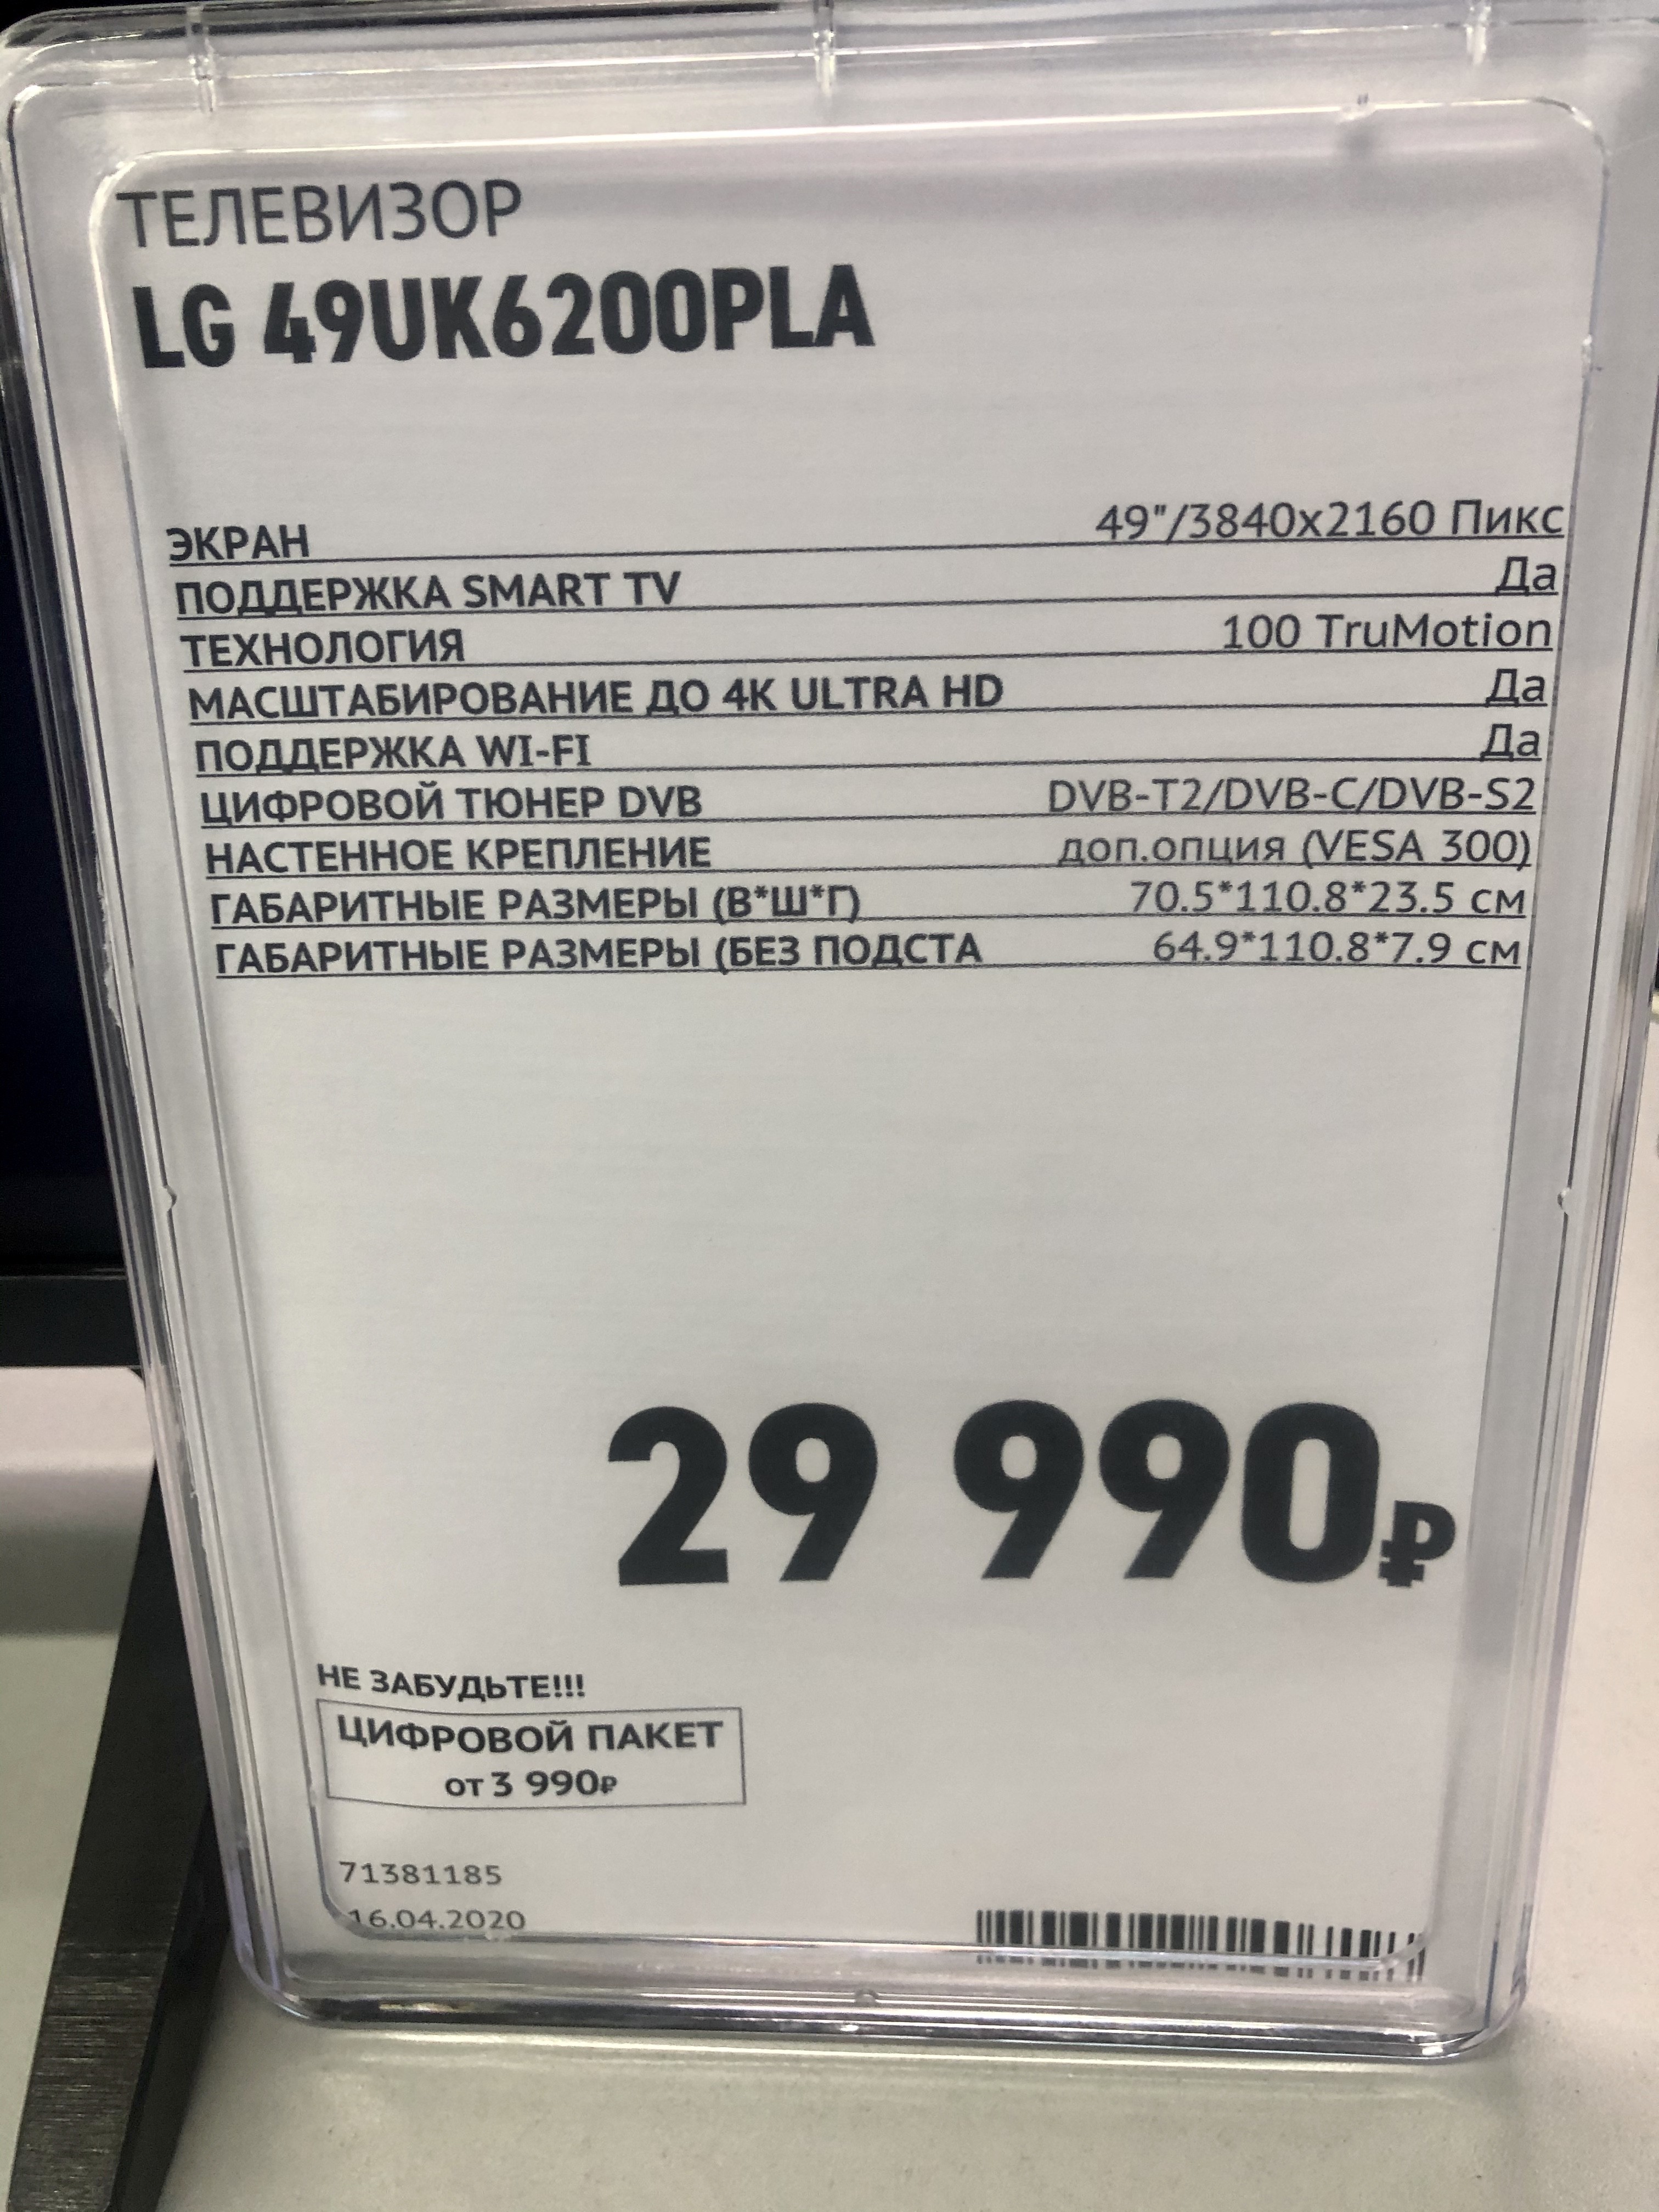 ТЕЛЕВИЗОР
LG 49UK6200PLA
ЭКРАН 49"/3840x2160 Пикс
ПОДДЕРЖКА SMART TV Да
ТЕХНОЛОГИЯ 100 TruMotion
МАСШТАБИРОВАНИЕ ДО 4K ULTRA HD Да
ПОДДЕРЖКА WI-FI Да
ЦИФРОВОЙ ТЮНЕР DVB DVB-T2/DVB-C/DVB-S2
НАСТЕННОЕ КРЕПЛЕНИЕ доп.опция (VESA 300)
ГАБАРИТНЫЕ РАЗМЕРЫ (В*Ш*Г) 70.5*110.8*23.5 см
ГАБАРИТНЫЕ РАЗМЕРЫ (БЕЗ ПОДСТА 64.9*110.8*7.9 см
29 990₽
НЕ ЗАБУДЬТЕ!!!
ЦИФРОВОЙ ПАКЕТ
от 3 990₽
71381185
16.04.2020